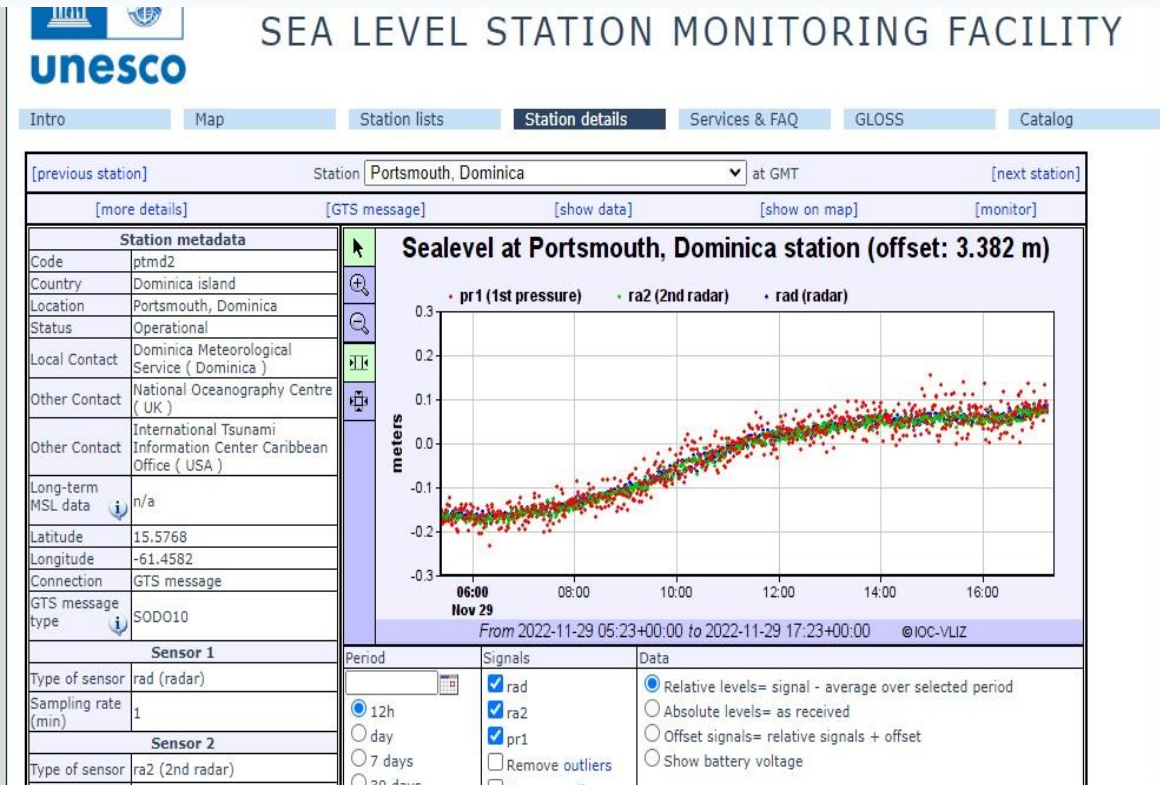 unesco
SEA LEVEL STATION MONITORING FACILITY
Intro Map Station lists Station details Services & FAQ GLOSS Catalog
[previous station] Station Portsmouth, Dominica at GMT [next station]
[more details] [GTS message] [show data] [show on map] [monitor]
Station metadata
Code ptmd2
Country Dominica island
Location Portsmouth, Dominica
Status Operational
Local Contact Dominica Meteorological
Service ( Dominica )
Other Contact National Oceanography Centre
( UK )
Other Contact International Tsunami
Information Center Caribbean
Office ( USA )
Long-term
MSL data i n/a
Latitude 15.5768
Longitude -61.4582
Connection GTS message
GTS message
type i SODO10
Sensor 1
Type of sensor rad (radar)
Sampling rate
(min) 1
Sensor 2
Type of sensor ra2 (2nd radar)
Sealevel at Portsmouth, Dominica station (offset: 3.382 m)
pr1 (1st pressure) ra2 (2nd radar) rad (radar)
meters
0.3
0.2
0.1
0.0
-0.1
-0.2
-0.3
06:00 08:00 10:00 12:00 14:00 16:00
Nov 29
From 2022-11-29 05:23+00:00 to 2022-11-29 17:23+00:00 ©IOC-VLIZ
Period
12h
day
7 days
30 days
Signals
rad
ra2
pr1
Remove outliers
Data
Relative levels= signal - average over selected period
Absolute levels= as received
Offset signals= relative signals + offset
Show battery voltage